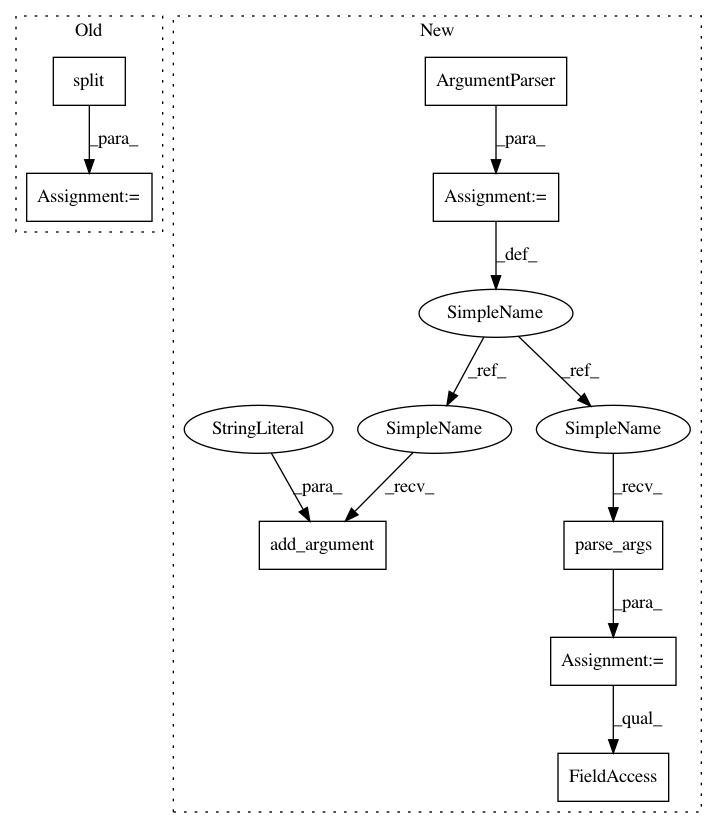 Old
New
split
ArgumentParser
_para_
_para_
Assignment:=
Assignment:=
_def_
SimpleName
_ref_
_ref_
StringLiteral
SimpleName
SimpleName
_para_
_recv_
_recv_
add_argument
parse_args
_para_
Assignment:=
_qual_
FieldAccess